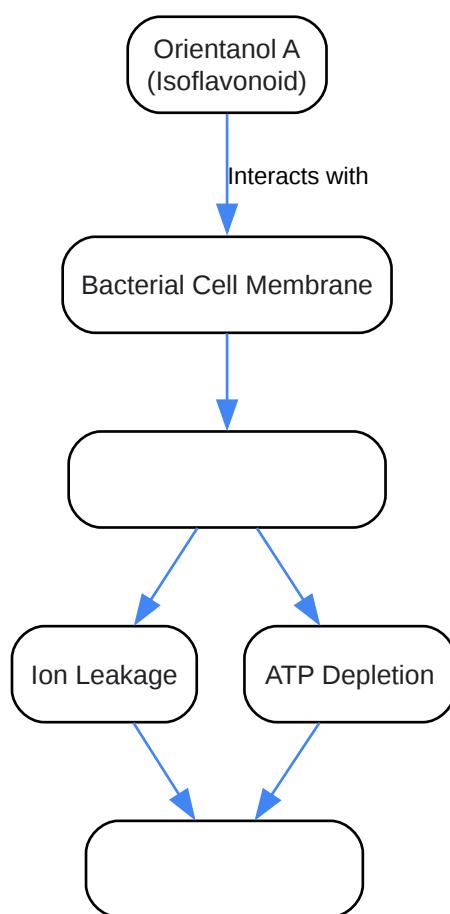 Orientanol A
(Isoflavonoid)
Interacts with
Bacterial Cell Membrane
Ion Leakage
ATP Depletion